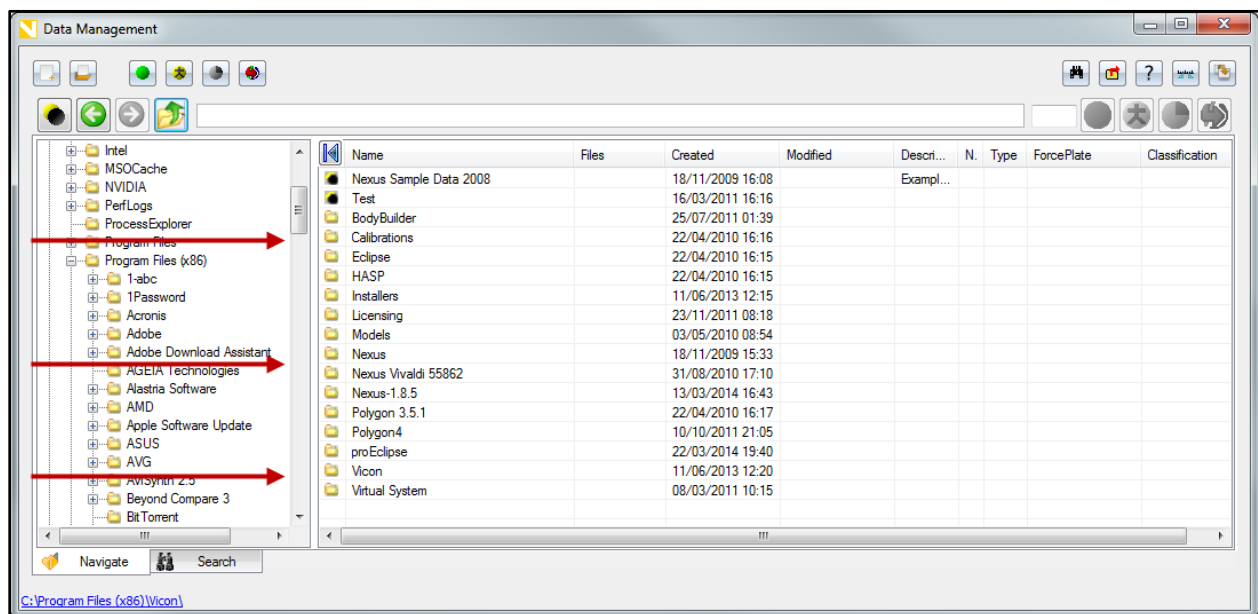 Data Management
?
Name Files Created Modified Descri... N. Type ForcePlate Classification
Intel
MSOCache
NVIDIA
PerfLogs
ProcessExplorer
Program Files
Program Files (x86)
1-abc
1Password
Acronis
Adobe
Adobe Download Assistant
AGEIA Technologies
Alastria Software
AMD
Apple Software Update
ASUS
AVG
AviSynth 2.5
Beyond Compare 3
BitTorrent
Nexus Sample Data 2008 18/11/2009 16:08 Exampl...
Test 16/03/2011 16:16
BodyBuilder 25/07/2011 01:39
Calibrations 22/04/2010 16:16
Eclipse 22/04/2010 16:15
HASP 22/04/2010 16:15
Installers 11/06/2013 12:15
Licensing 23/11/2011 08:18
Models 03/05/2010 08:54
Nexus 18/11/2009 15:33
Nexus Vivaldi 55862 31/08/2010 17:10
Nexus-1.8.5 13/03/2014 16:43
Polygon 3.5.1 22/04/2010 16:17
Polygon4 10/10/2011 21:05
proEclipse 22/03/2014 19:40
Vicon 11/06/2013 12:20
Virtual System 08/03/2011 10:15
Navigate Search
C:\Program Files (x86)\Vicon\